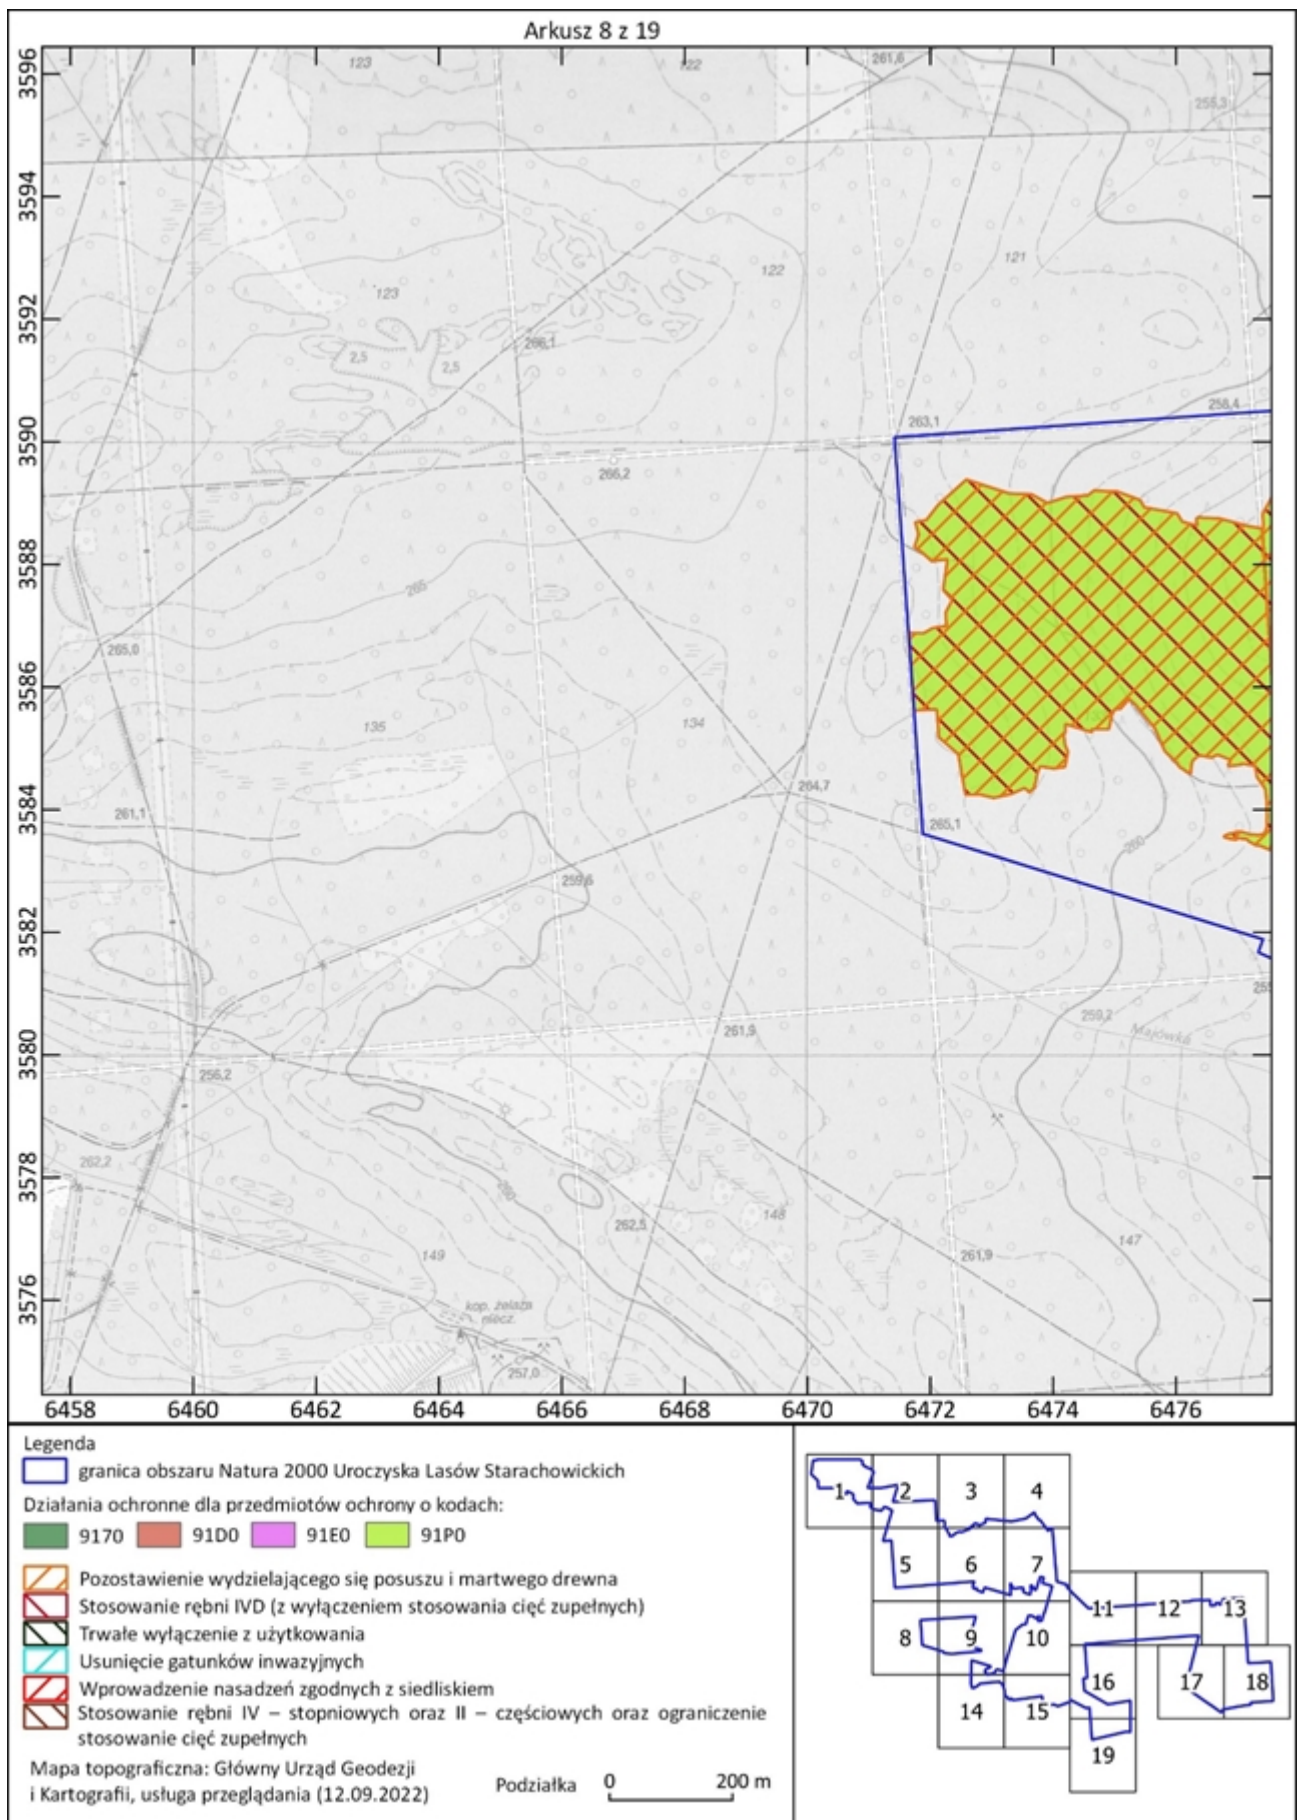 Arkusz 8 z 19
3596
3594
3592
3590
3588
3586
3584
3582
3580
3578
3576
123
122
261,6
255,3
123
122
121
2,5
2,5
266,1
263,1
258,4
266,2
265
265,0
135
134
261,1
264,7
265,1
260
259,6
261,9
259,2
Majówka
256,2
262,2
260
262,5
148
261,9
147
149
kop. żelaza
257,0
6458 6460 6462 6464 6466 6468 6470 6472 6474 6476
Legenda
granica obszaru Natura 2000 Uroczyska Lasów Starachowickich
Działania ochronne dla przedmiotów ochrony o kodach:
9170 91D0 91E0 91P0
Pozostawienie wydzielającego się posuszu i martwego drewna
Stosowanie rębni IVD (z wyłączeniem stosowania cięć zupełnych)
Trwałe wyłączenie z użytkowania
Usunięcie gatunków inwazyjnych
Wprowadzenie nasadzeń zgodnych z siedliskiem
Stosowanie rębni IV – stopniowych oraz II – częściowych oraz ograniczenie
stosowanie cięć zupełnych
Mapa topograficzna: Główny Urząd Geodezji
i Kartografii, usługa przeglądania (12.09.2022)
Podziałka 0 200 m
1 2 3 4
5 6 7
11 12 13
8 9 10
16 17 18
14 15
19